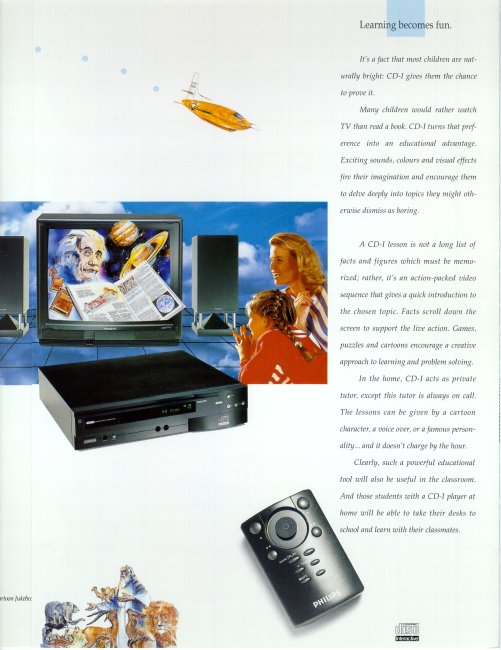 Learning becomes fun.
It's a fact that most children are nat-
urally bright: CD-I gives them the chance
to prove it.
Many children would rather watch
TV than read a book. CD-I turns that pref-
erence into an educational advantage.
Exciting sounds, colours and visual effects
fire their imagination and encourage them
to delve deeply into topics they might oth-
erwise dismiss as boring.
A CD-I lesson is not a long list of
facts and figures which must be memo-
rized; rather, it's an action-packed video
sequence that gives a quick introduction to
the chosen topic. Facts scroll down the
screen to support the live action. Games,
puzzles and cartoons encourage a creative
approach to learning and problem solving.
In the home, CD-I acts as private
tutor, except this tutor is always on call.
The lessons can be given by a cartoon
character, a voice over, or a famous person-
ality... and it doesn't charge by the hour.
Clearly, such a powerful educational
tool will also be useful in the classroom.
And those students with a CD-I player at
home will be able to take their desks to
school and learn with their classmates.
PHILIPS
rtoon Jukebo.
COMPACT
disc
Interactive